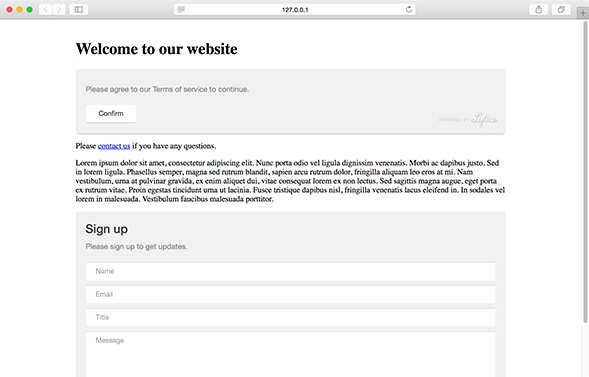 127.0.0.1
Welcome to our website
Please agree to our Terms of service to continue.
Confirm
POWERED BY Lytics
Please contact us if you have any questions.
Lorem ipsum dolor sit amet, consectetur adipiscing elit. Nunc porta odio vel ligula dignissim venenatis. Morbi ac dapibus justo. Sed
in lorem ligula. Phasellus semper, magna sed rutrum blandit, sapien arcu rutrum dolor, fringilla aliquam leo eros at mi. Nam
vestibulum, urna at pulvinar gravida, ex enim aliquet dui, vitae consequat lorem ex non lectus. Sed sagittis magna augue, eget porta
ex rutrum vitae. Proin egestas tincidunt urna ut lacinia. Fusce tristique dapibus nisl, fringilla venenatis lacus eleifend in. In sodales vel
lorem in malesuada. Vestibulum faucibus malesuada porttitor.
Sign up
Please sign up to get updates.
Name
Email
Title
Message